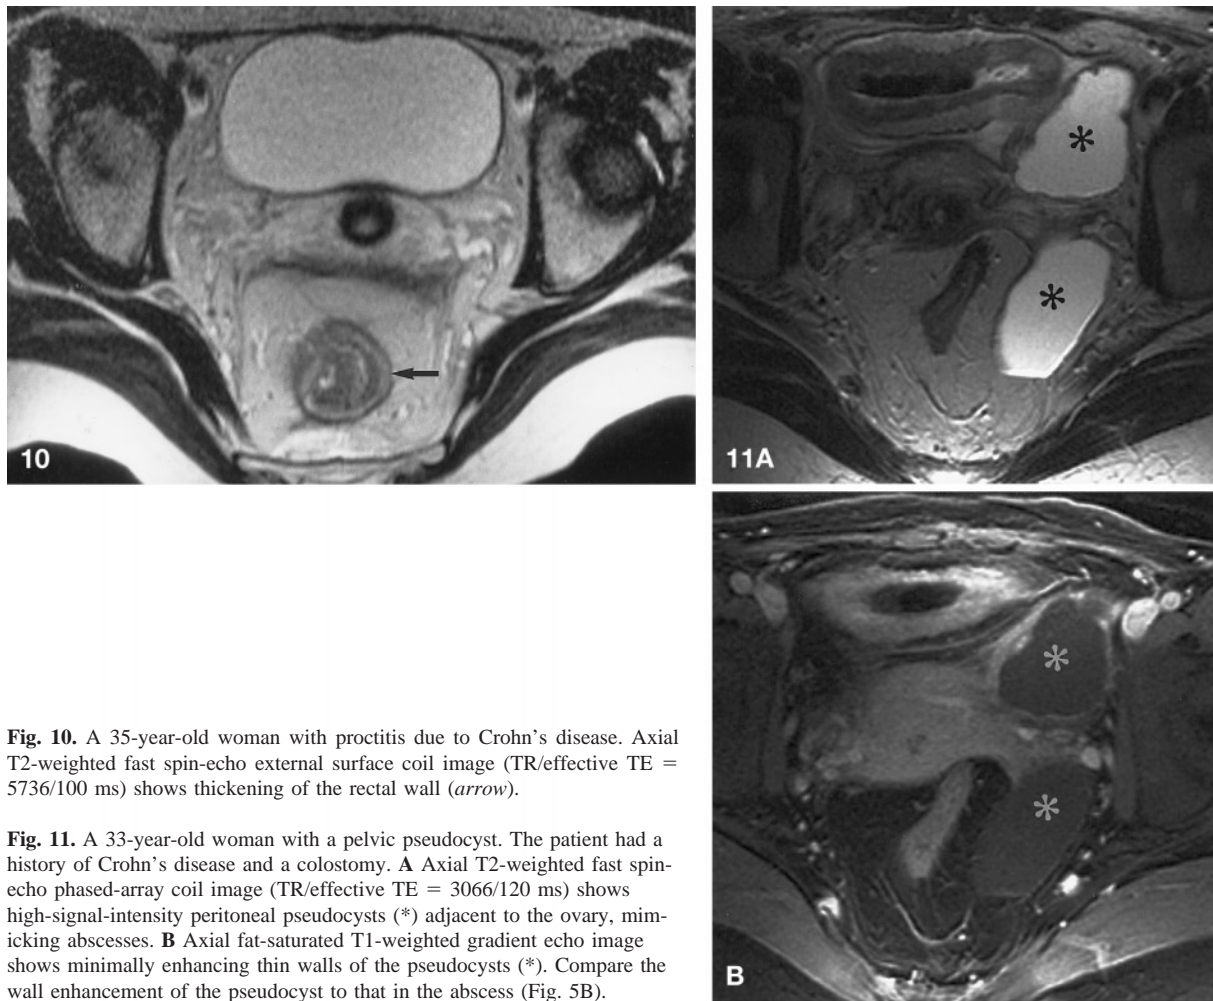 10
11A
*
*
B
*
*
Fig. 10. A 35-year-old woman with proctitis due to Crohn’s disease. Axial
T2-weighted fast spin-echo external surface coil image (TR/effective TE =
5736/100 ms) shows thickening of the rectal wall (arrow).
Fig. 11. A 33-year-old woman with a pelvic pseudocyst. The patient had a
history of Crohn’s disease and a colostomy. A Axial T2-weighted fast spin-
echo phased-array coil image (TR/effective TE = 3066/120 ms) shows
high-signal-intensity peritoneal pseudocysts (*) adjacent to the ovary, mim-
icking abscesses. B Axial fat-saturated T1-weighted gradient echo image
shows minimally enhancing thin walls of the pseudocysts (*). Compare the
wall enhancement of the pseudocyst to that in the abscess (Fig. 5B).